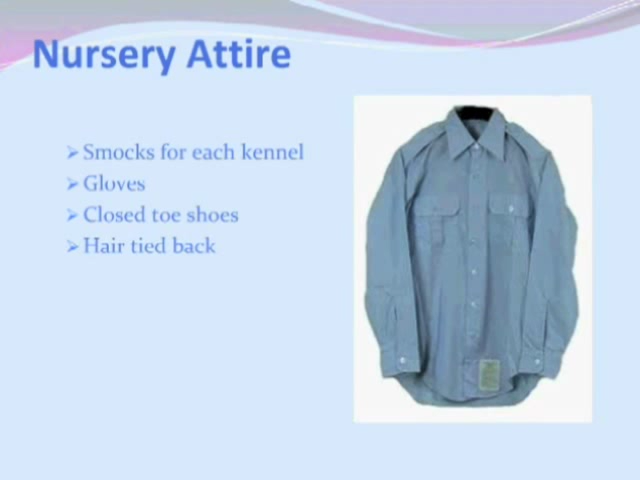 Nursery Attire
Smocks for each kennel
Gloves
Closed toe shoes
Hair tied back